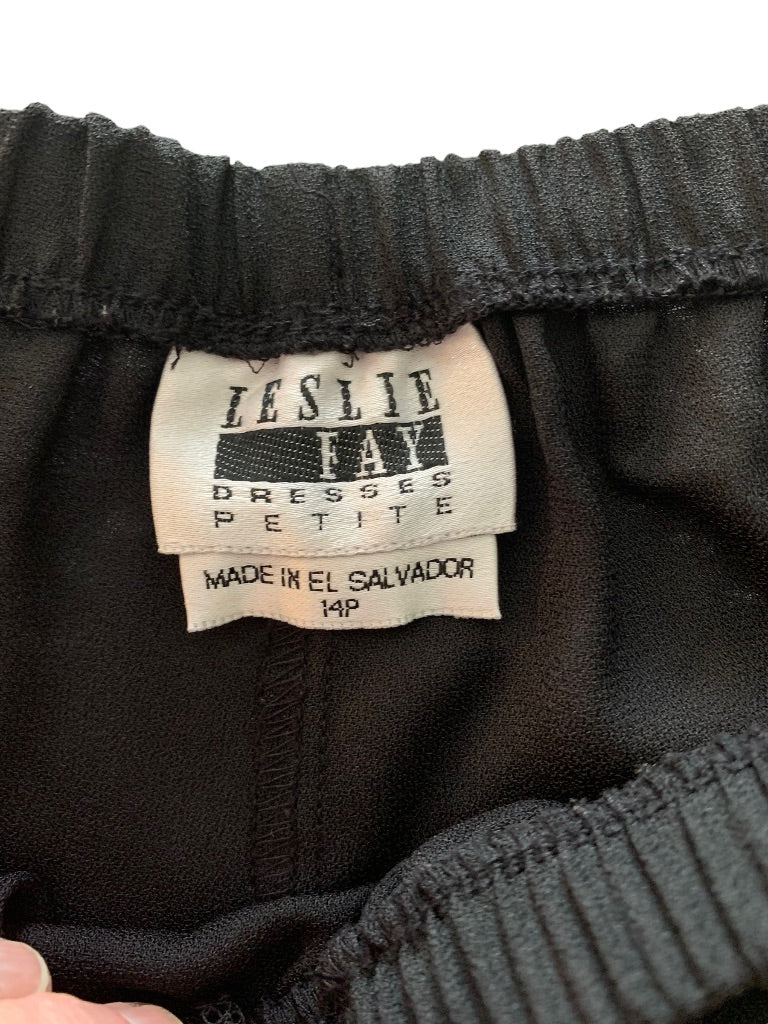 LESLIE
FAY
DRESSES
PETITE
MADE IN EL SALVADOR
14P